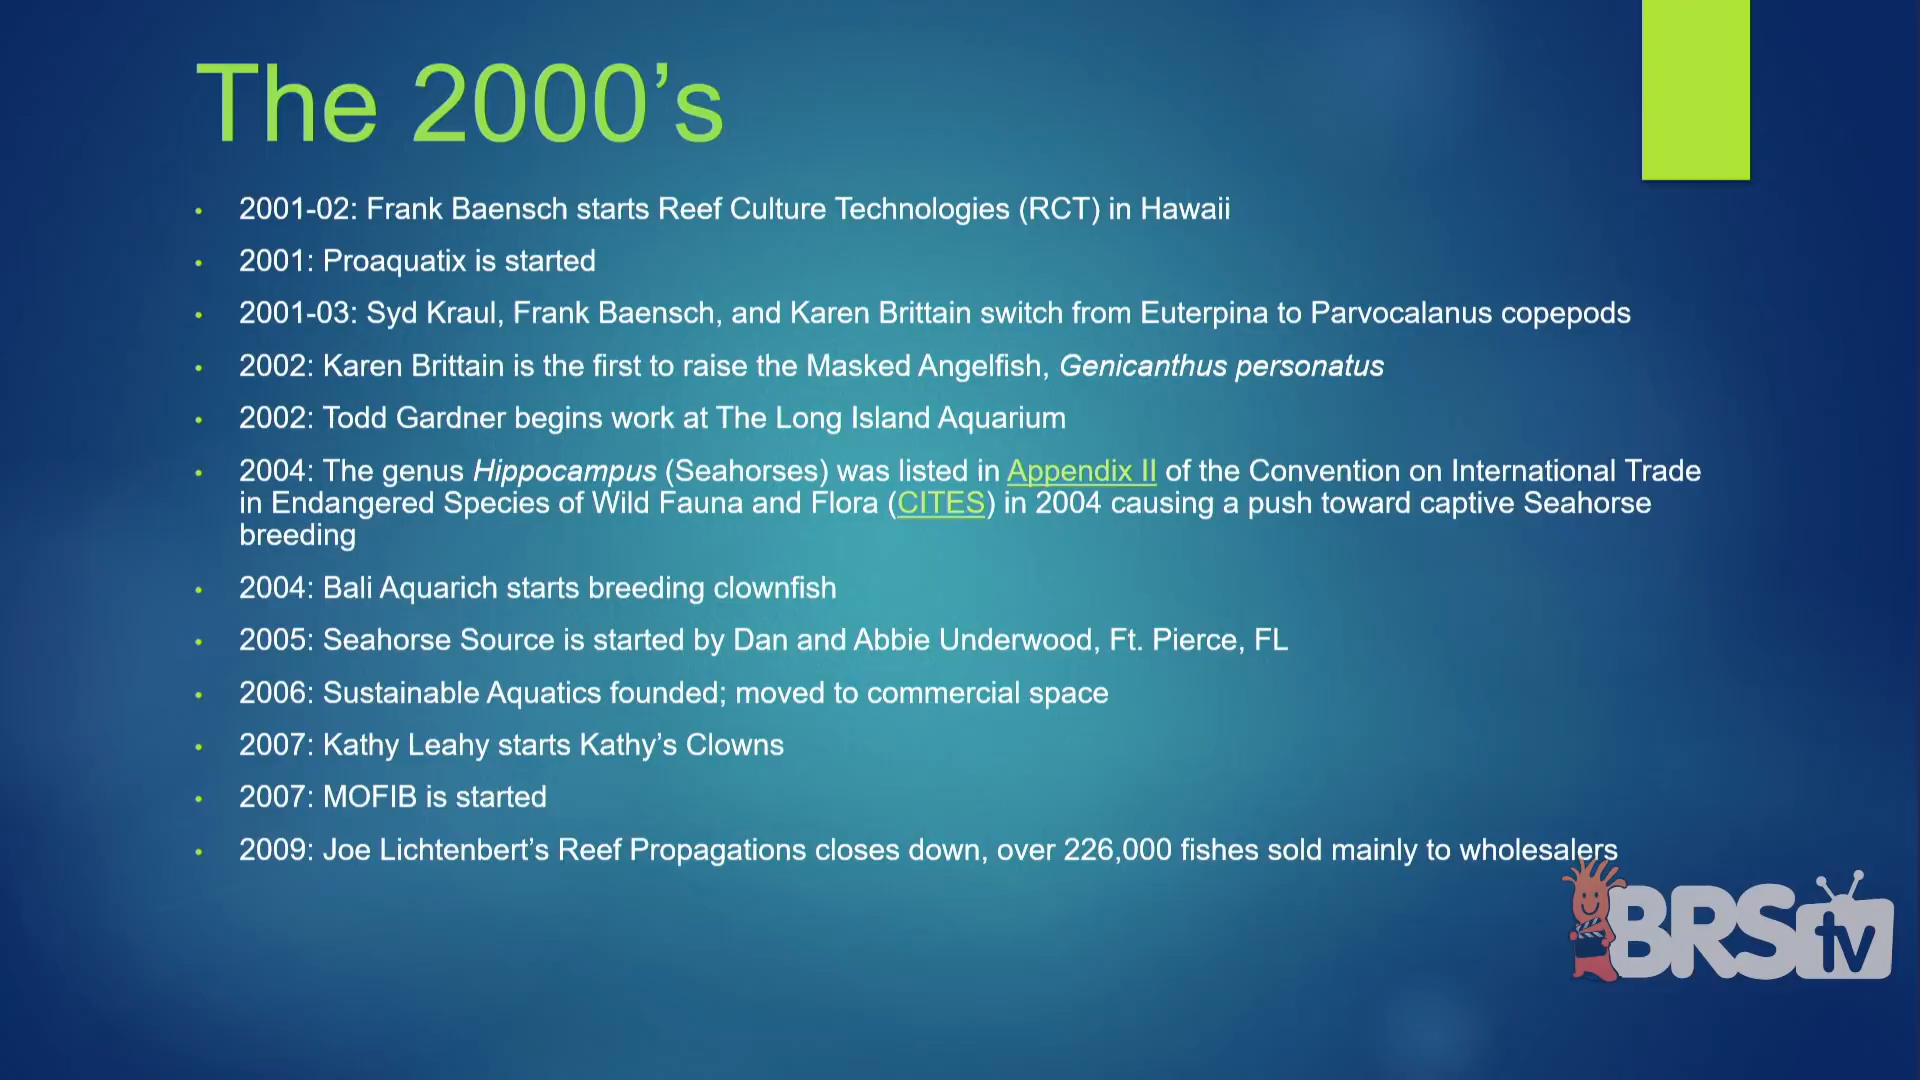 The 2000’s
• 2001-02: Frank Baensch starts Reef Culture Technologies (RCT) in Hawaii
• 2001: Proaquatix is started
• 2001-03: Syd Kraul, Frank Baensch, and Karen Brittain switch from Euterpina to Parvocalanus copepods
• 2002: Karen Brittain is the first to raise the Masked Angelfish, Genicanthus personatus
• 2002: Todd Gardner begins work at The Long Island Aquarium
• 2004: The genus Hippocampus (Seahorses) was listed in Appendix II of the Convention on International Trade
in Endangered Species of Wild Fauna and Flora (CITES) in 2004 causing a push toward captive Seahorse
breeding
• 2004: Bali Aquarich starts breeding clownfish
• 2005: Seahorse Source is started by Dan and Abbie Underwood, Ft. Pierce, FL
• 2006: Sustainable Aquatics founded; moved to commercial space
• 2007: Kathy Leahy starts Kathy’s Clowns
• 2007: MOFIB is started
• 2009: Joe Lichtenbert’s Reef Propagations closes down, over 226,000 fishes sold mainly to wholesalers
BRS tv